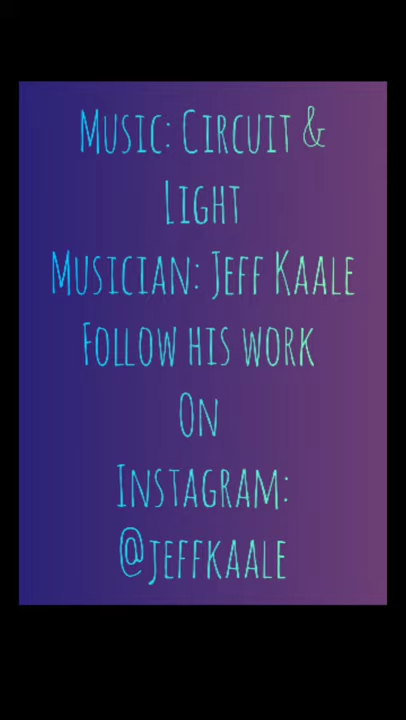 Music: Circuit &
Light
Musician: Jeff Kaale
Follow his work
On
Instagram:
@jeffkaale